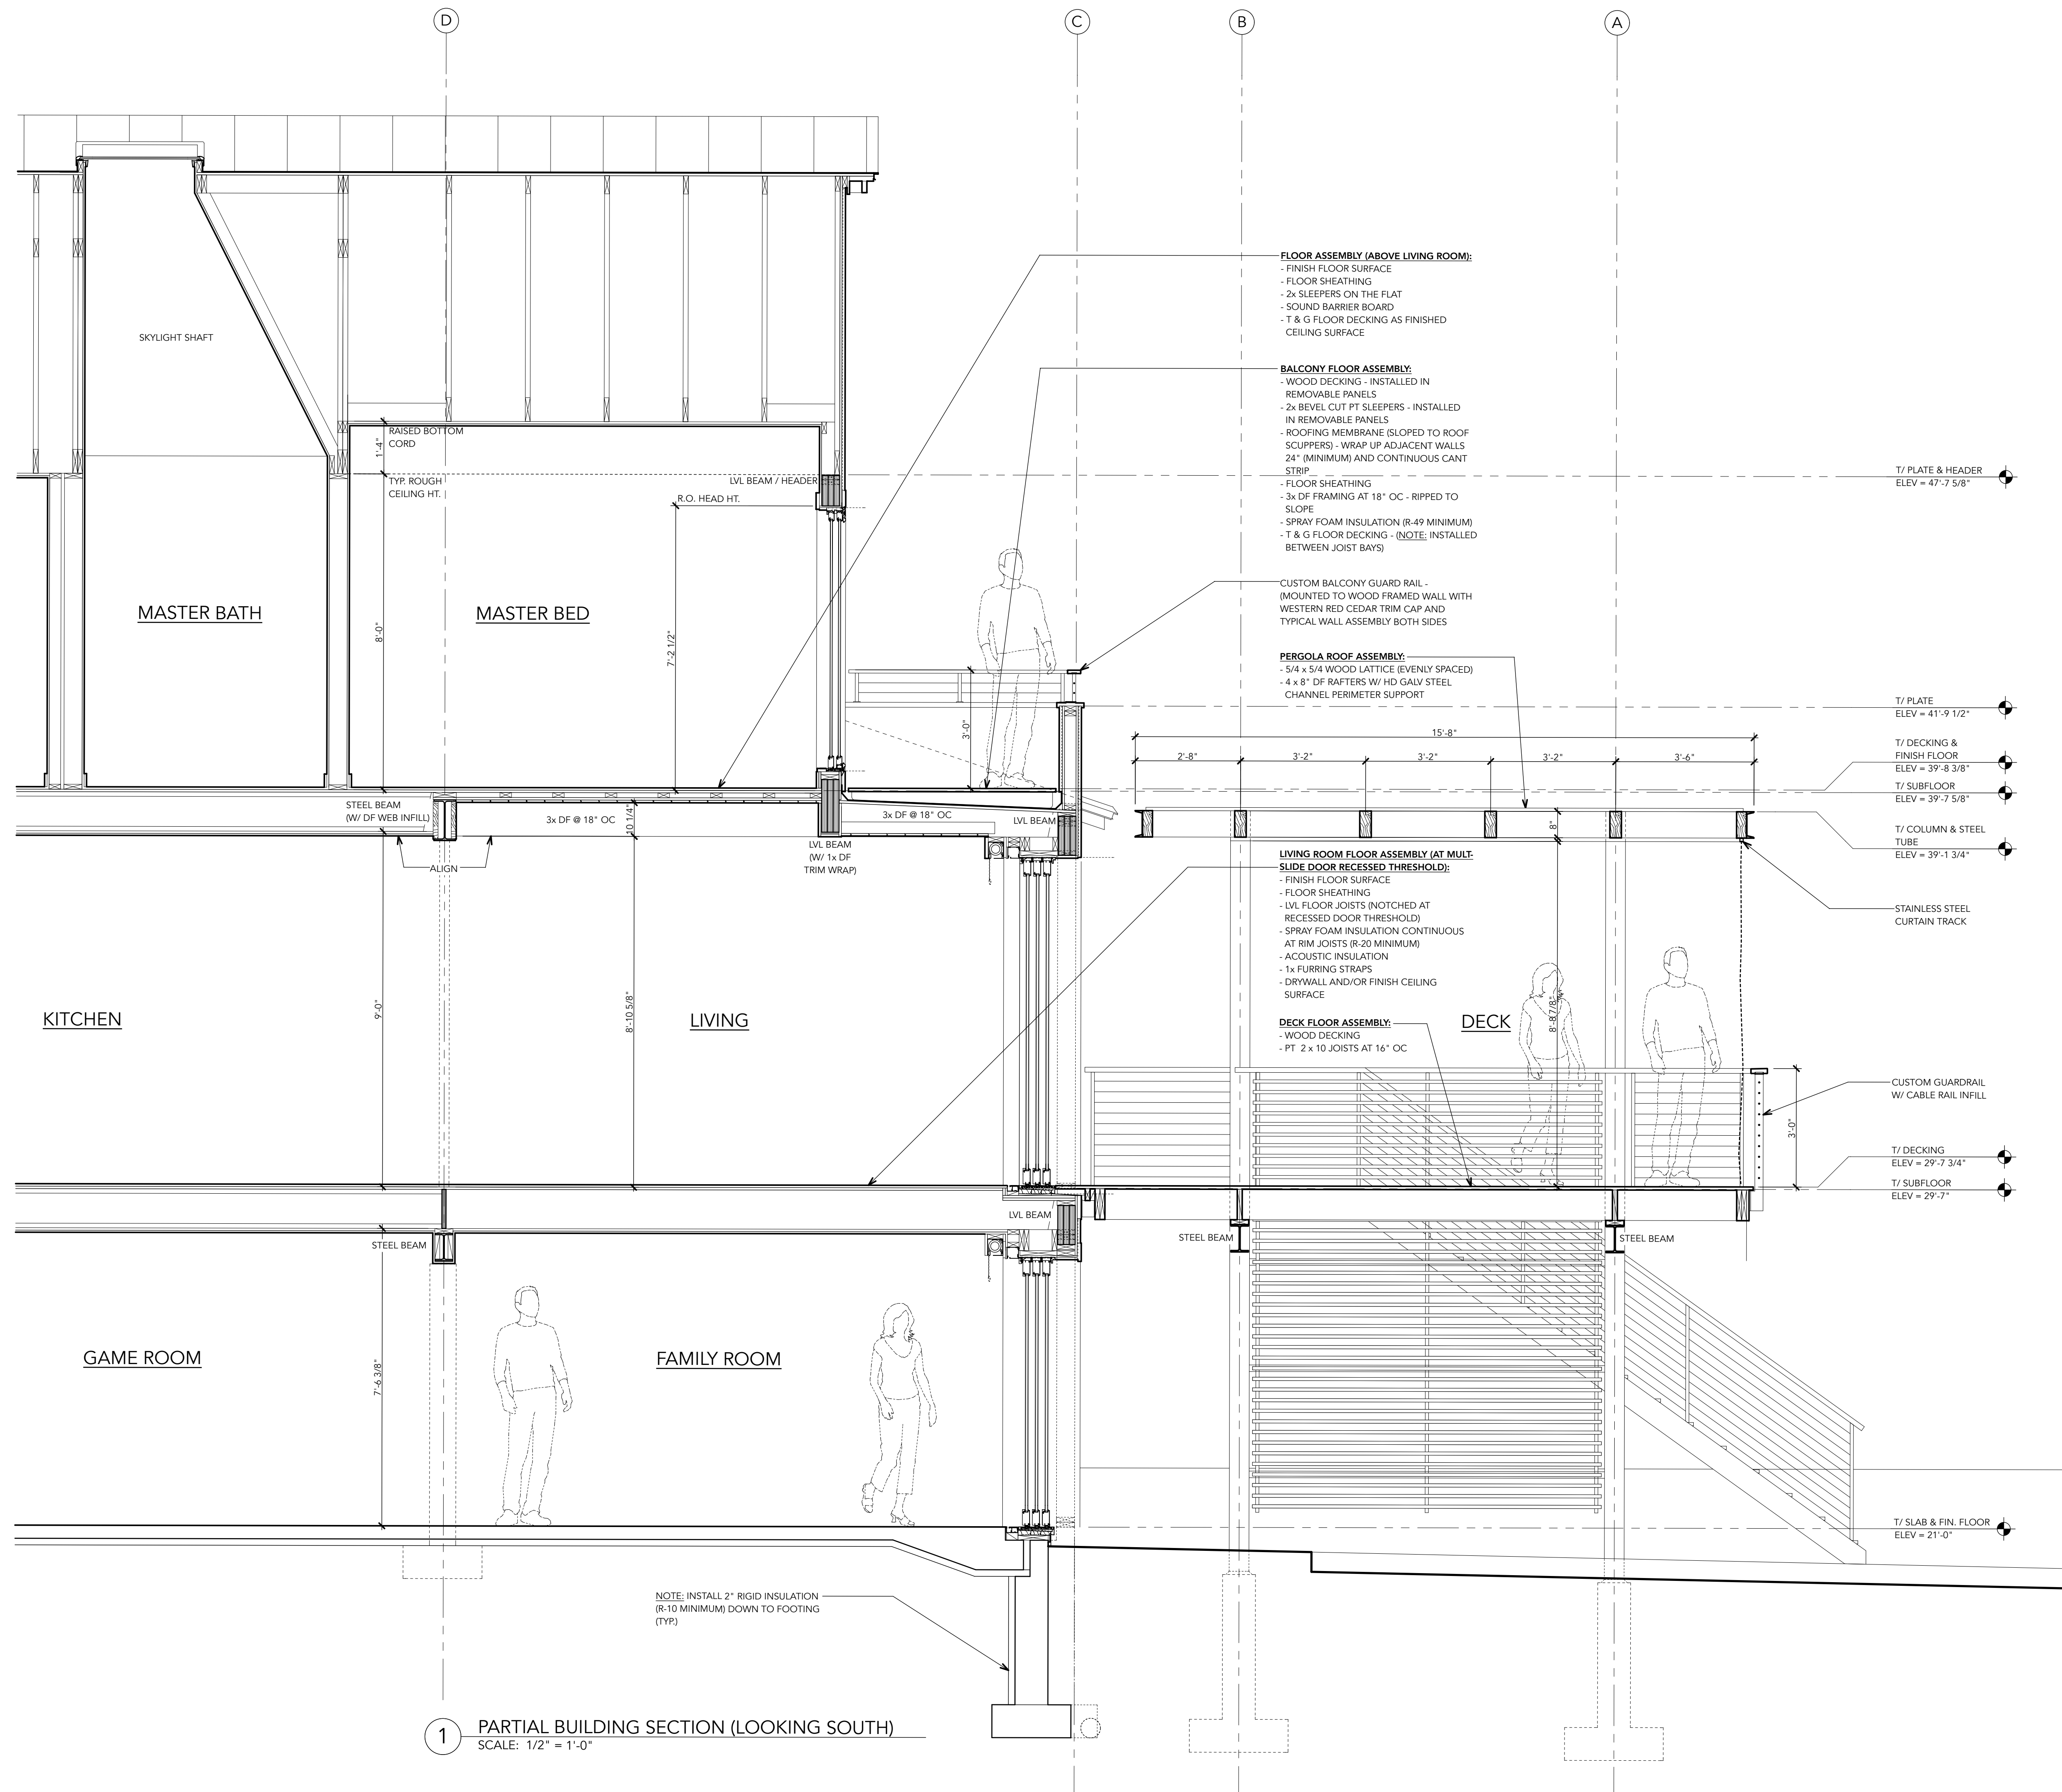 D
C
B
A
FLOOR ASSEMBLY (ABOVE LIVING ROOM):
- FINISH FLOOR SURFACE
- FLOOR SHEATHING
- 2x SLEEPERS ON THE FLAT
- SOUND BARRIER BOARD
- T & G FLOOR DECKING AS FINISHED
CEILING SURFACE
SKYLIGHT SHAFT
BALCONY FLOOR ASSEMBLY:
- WOOD DECKING - INSTALLED IN
REMOVABLE PANELS
- 2x BEVEL CUT PT SLEEPERS - INSTALLED
IN REMOVABLE PANELS
- ROOFING MEMBRANE (SLOPED TO ROOF
SCUPPERS) - WRAP UP ADJACENT WALLS
24" (MINIMUM) AND CONTINUOUS CANT
STRIP
- FLOOR SHEATHING
- 3x DF FRAMING AT 18" OC - RIPPED TO
SLOPE
- SPRAY FOAM INSULATION (R-49 MINIMUM)
- T & G FLOOR DECKING - (NOTE: INSTALLED
BETWEEN JOIST BAYS)
RAISED BOTTOM
CORD
1'-4"
TYP. ROUGH
CEILING HT.
LVL BEAM / HEADER
R.O. HEAD HT.
T/ PLATE & HEADER
ELEV = 47'-7 5/8"
CUSTOM BALCONY GUARD RAIL -
(MOUNTED TO WOOD FRAMED WALL WITH
WESTERN RED CEDAR TRIM CAP AND
TYPICAL WALL ASSEMBLY BOTH SIDES
MASTER BATH
MASTER BED
8'-0"
7'-2 1/2"
PERGOLA ROOF ASSEMBLY:
- 5/4 x 5/4 WOOD LATTICE (EVENLY SPACED)
- 4 x 8" DF RAFTERS W/ HD GALV STEEL
CHANNEL PERIMETER SUPPORT
T/ PLATE
ELEV = 41'-9 1/2"
3'-0"
15'-8"
2'-8"
3'-2"
3'-2"
3'-2"
3'-6"
T/ DECKING &
FINISH FLOOR
ELEV = 39'-8 3/8"
T/ SUBFLOOR
ELEV = 39'-7 5/8"
STEEL BEAM
(W/ DF WEB INFILL)
3x DF @ 18" OC
10 1/4"
3x DF @ 18" OC
LVL BEAM
8"
T/ COLUMN & STEEL
TUBE
ELEV = 39'-1 3/4"
ALIGN
LVL BEAM
(W/ 1x DF
TRIM WRAP)
LIVING ROOM FLOOR ASSEMBLY (AT MULT-
SLIDE DOOR RECESSED THRESHOLD):
- FINISH FLOOR SURFACE
- FLOOR SHEATHING
- LVL FLOOR JOISTS (NOTCHED AT
RECESSED DOOR THRESHOLD)
- SPRAY FOAM INSULATION CONTINUOUS
AT RIM JOISTS (R-20 MINIMUM)
- ACOUSTIC INSULATION
- 1x FURRING STRAPS
- DRYWALL AND/OR FINISH CEILING
SURFACE
STAINLESS STEEL
CURTAIN TRACK
KITCHEN
9'-0"
8'-10 5/8"
LIVING
DECK
8'-8 7/8"
DECK FLOOR ASSEMBLY:
- WOOD DECKING
- PT 2 x 10 JOISTS AT 16" OC
CUSTOM GUARDRAIL
W/ CABLE RAIL INFILL
3'-0"
T/ DECKING
ELEV = 29'-7 3/4"
T/ SUBFLOOR
ELEV = 29'-7"
LVL BEAM
STEEL BEAM
STEEL BEAM
STEEL BEAM
GAME ROOM
7'-6 3/8"
FAMILY ROOM
T/ SLAB & FIN. FLOOR
ELEV = 21'-0"
NOTE: INSTALL 2" RIGID INSULATION
(R-10 MINIMUM) DOWN TO FOOTING
(TYP.)
1
PARTIAL BUILDING SECTION (LOOKING SOUTH)
SCALE: 1/2" = 1'-0"